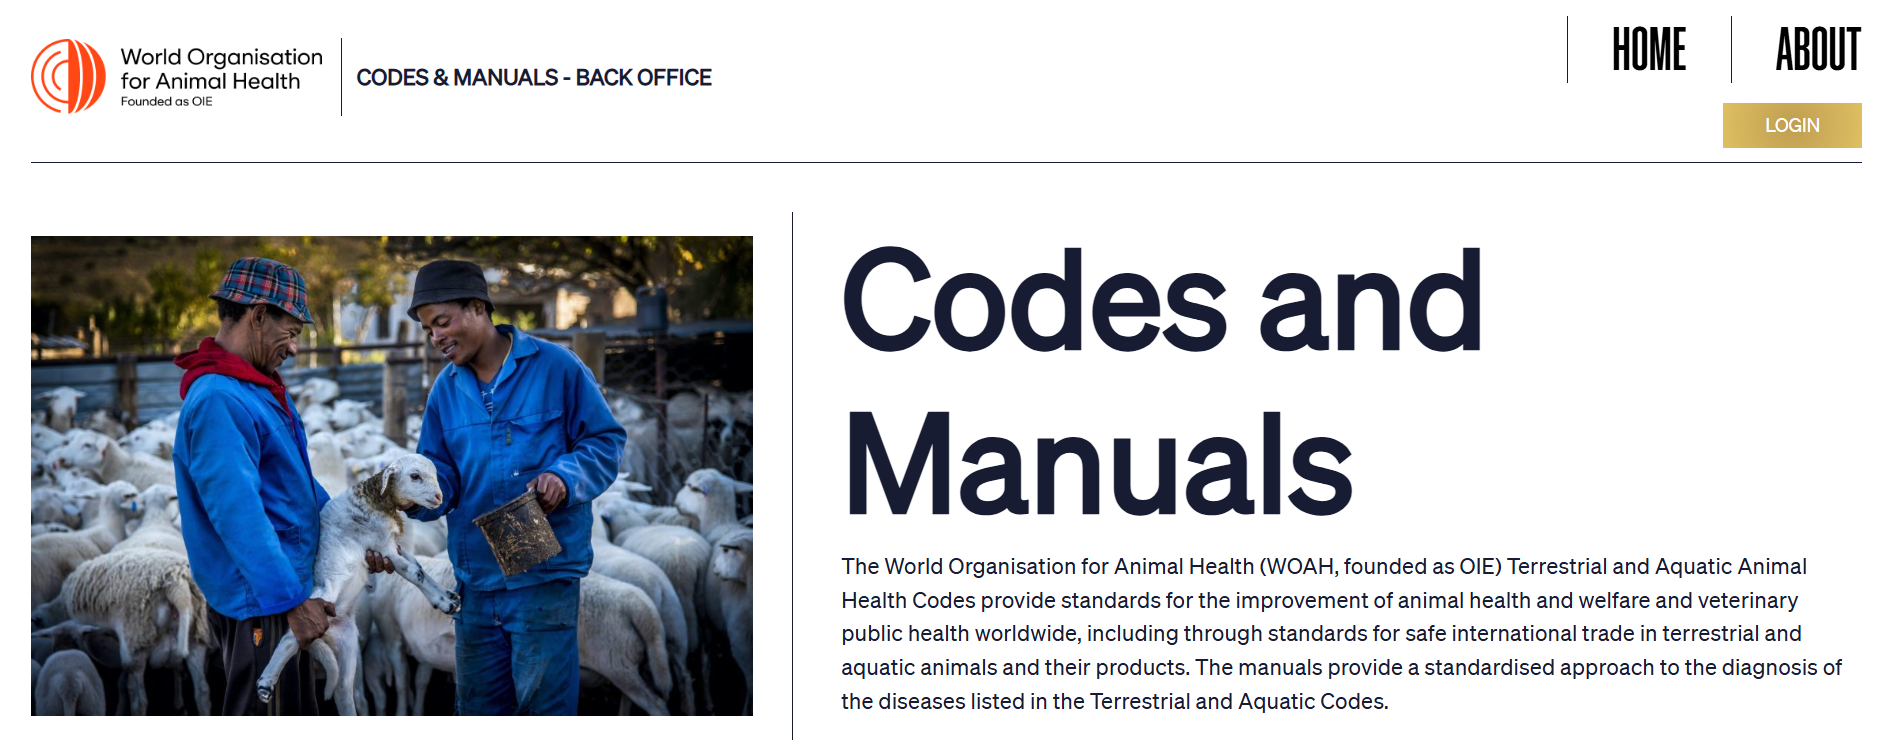 World Organisation
for Animal Health
Founded as OIE
CODES & MANUALS - BACK OFFICE
HOME
ABOUT
LOGIN
Codes and
Manuals
The World Organisation for Animal Health (WOAH, founded as OIE) Terrestrial and Aquatic Animal
Health Codes provide standards for the improvement of animal health and welfare and veterinary
public health worldwide, including through standards for safe international trade in terrestrial and
aquatic animals and their products. The manuals provide a standardised approach to the diagnosis of
the diseases listed in the Terrestrial and Aquatic Codes.